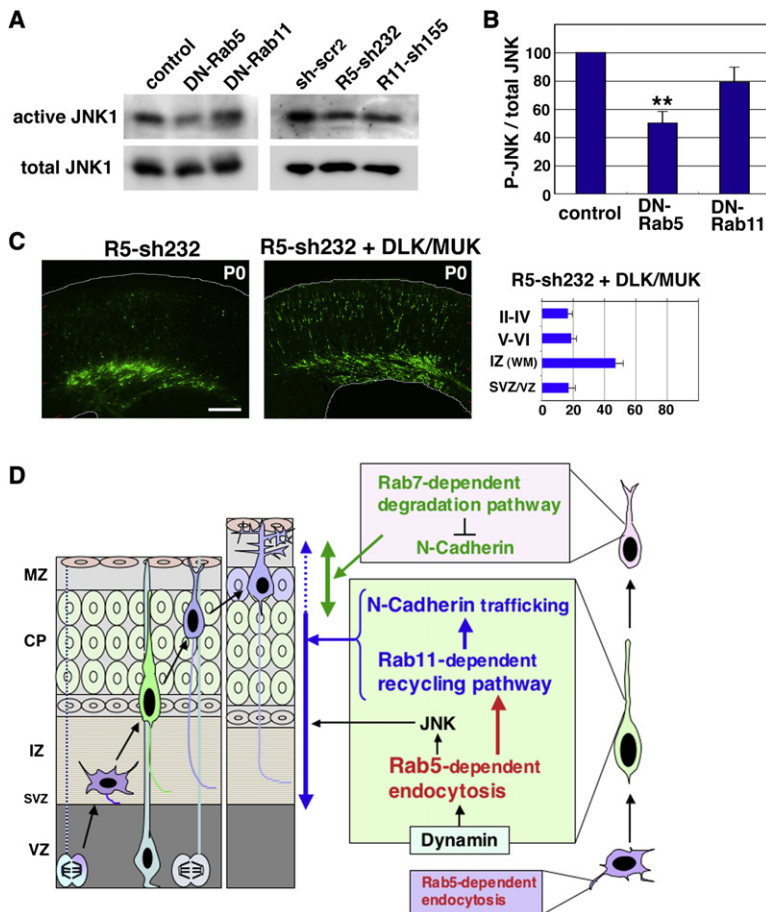 A
control
DN-Rab5
DN-Rab11
sh-scr2
R5-sh232
R11-sh155
active JNK1
total JNK1
B
P-JNK / total JNK
100
80
60
40
20
0
**
control
DN-
Rab5
DN-
Rab11
C
R5-sh232
P0
R5-sh232 + DLK/MUK
P0
R5-sh232 + DLK/MUK
II-IV
V-VI
IZ (WM)
SVZ/VZ
0 20 40 60 80
D
MZ
CP
IZ
SVZ
VZ
Rab7-dependent
degradation pathway
N-Cadherin
N-Cadherin trafficking
Rab11-dependent
recycling pathway
JNK
Rab5-dependent
endocytosis
Dynamin
Rab5-dependent
endocytosis